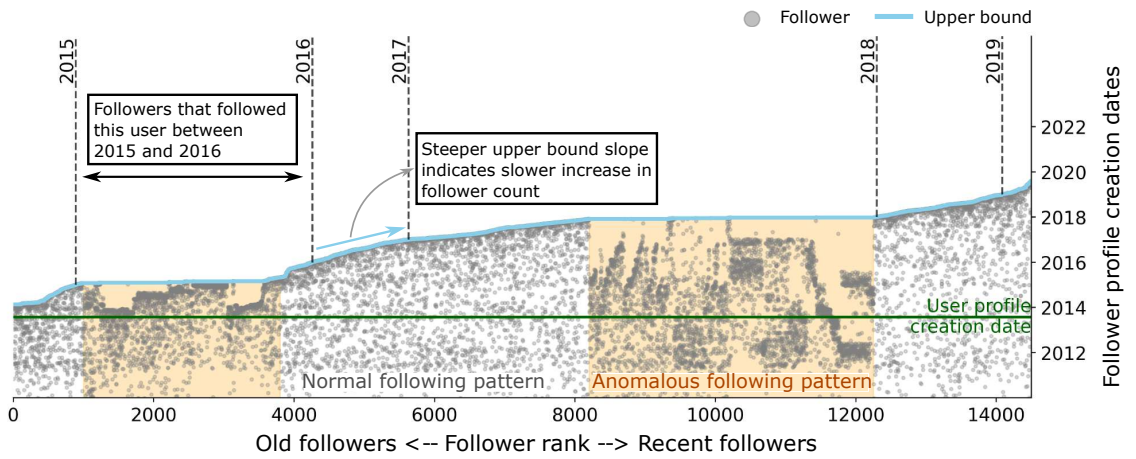 Follower
Upper bound
2015
2016
2017
2018
2019
Followers that followed
this user between
2015 and 2016
Steeper upper bound slope
indicates slower increase in
follower count
2022
2020
2018
2016
2014
2012
Follower profile creation dates
User profile
creation date
Normal following pattern
Anomalous following pattern
0
2000
4000
6000
8000
10000
12000
14000
Old followers <-- Follower rank --> Recent followers